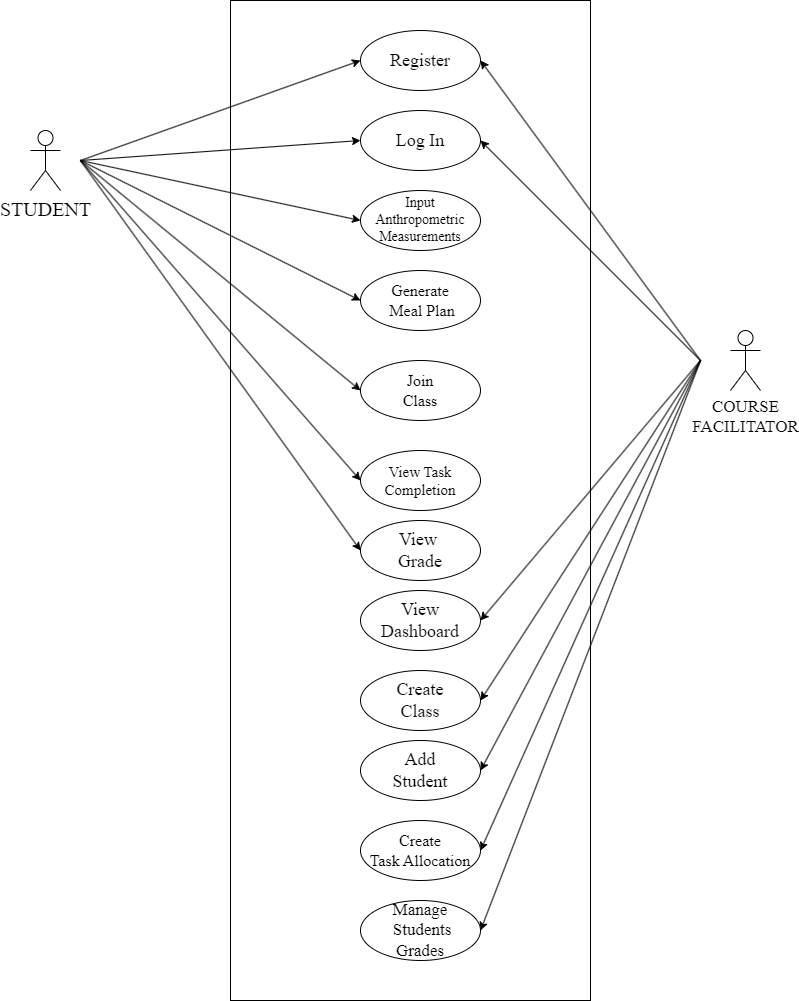 Register
Log In
STUDENT
Input
Anthropometric
Measurements
Generate
Meal Plan
Join
Class
COURSE
FACILITATOR
View Task
Completion
View
Grade
View
Dashboard
Create
Class
Add
Student
Create
Task Allocation
Manage
Students
Grades